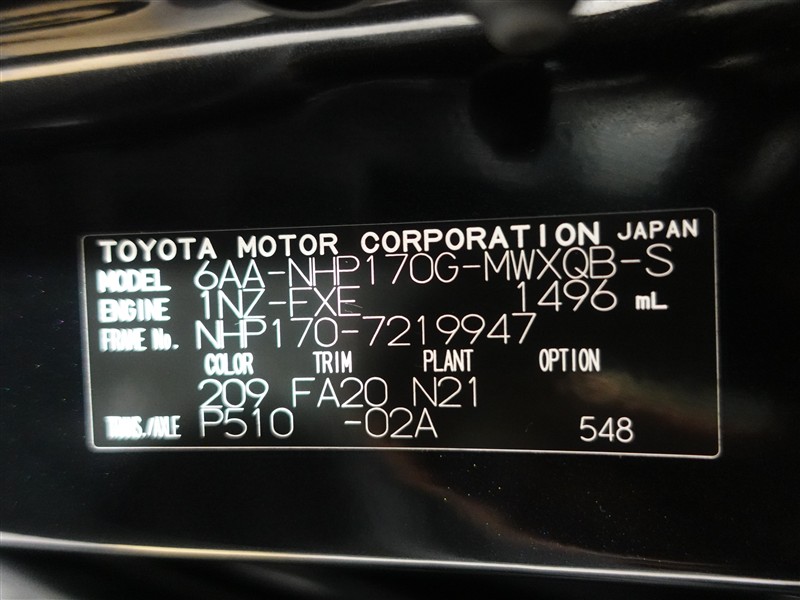 TOYOTA MOTOR CORPORATION JAPAN
MODEL 6AA-NHP170G-MWXQB-S
ENGINE 1NZ-FXE 1496 mL
FRAME No. NHP170-7219947
COLOR TRIM PLANT OPTION
209 FA20 N21
TRANS./AXLE P510 -02A 548